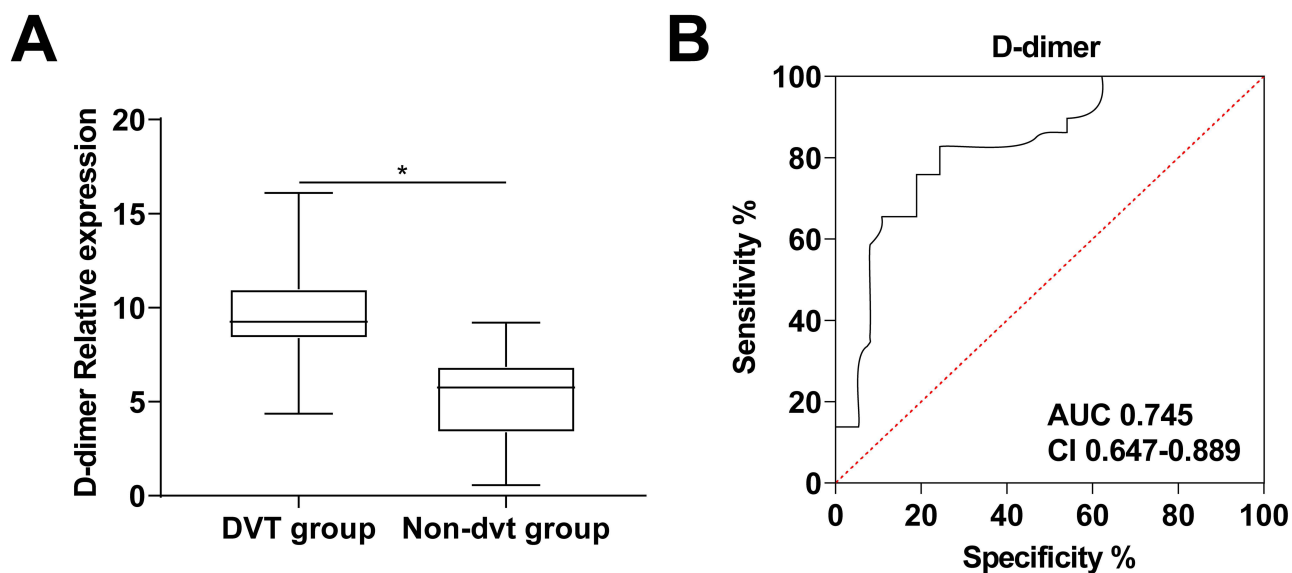 A
D-dimer Relative expression
20
15
10
5
0
*
DVT group
Non-dvt group
B
D-dimer
Sensitivity %
100
80
60
40
20
0
AUC 0.745
CI 0.647-0.889
0
20
40
60
80
100
Specificity %